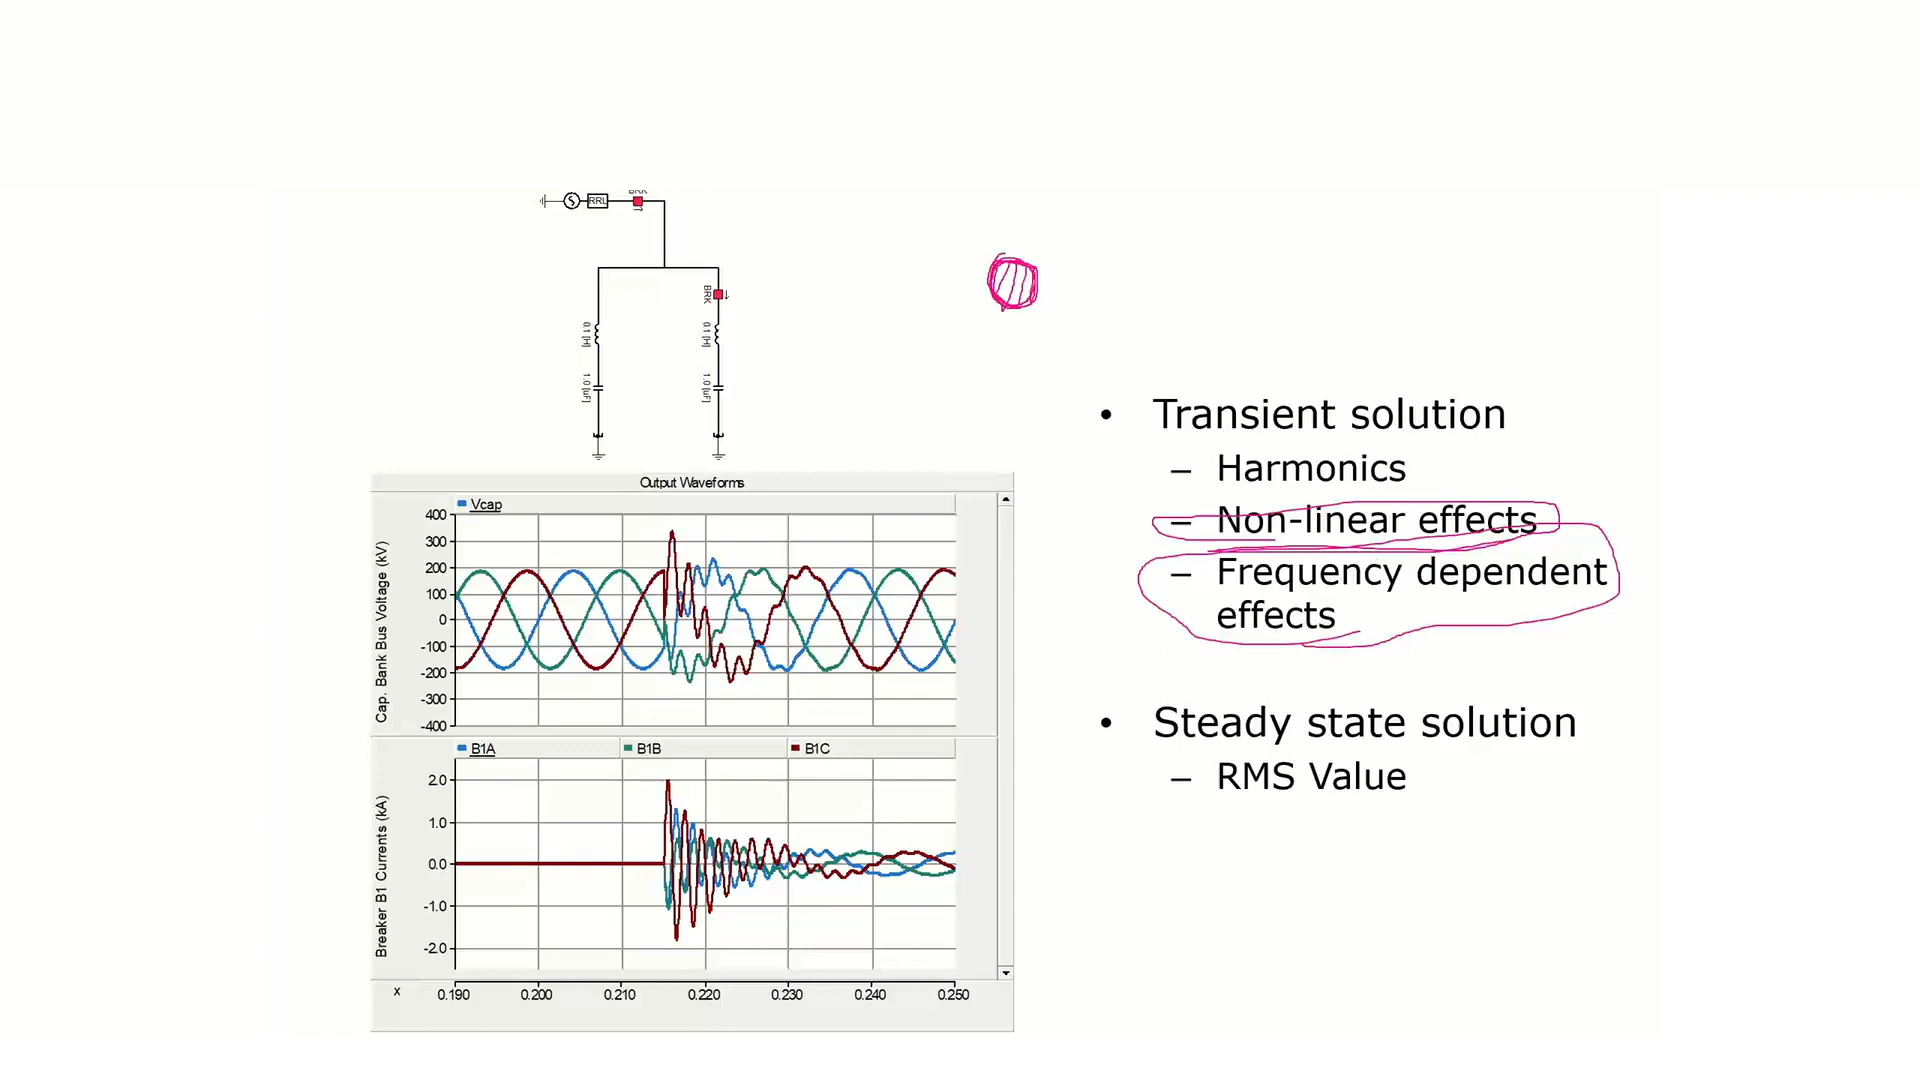 BRK
RRL
BRK
0.1 [H]
0.1 [H]
1.0 [uF]
1.0 [uF]
Output Waveforms
Vcap
400
300
200
100
0
-100
-200
-300
-400
Cap. Bank Bus Voltage (kV)
B1A B1B B1C
2.0
1.0
0.0
-1.0
-2.0
Breaker B1 Currents (kA)
x 0.190 0.200 0.210 0.220 0.230 0.240 0.250
• Transient solution
– Harmonics
– Non-linear effects
– Frequency dependent
effects
• Steady state solution
– RMS Value